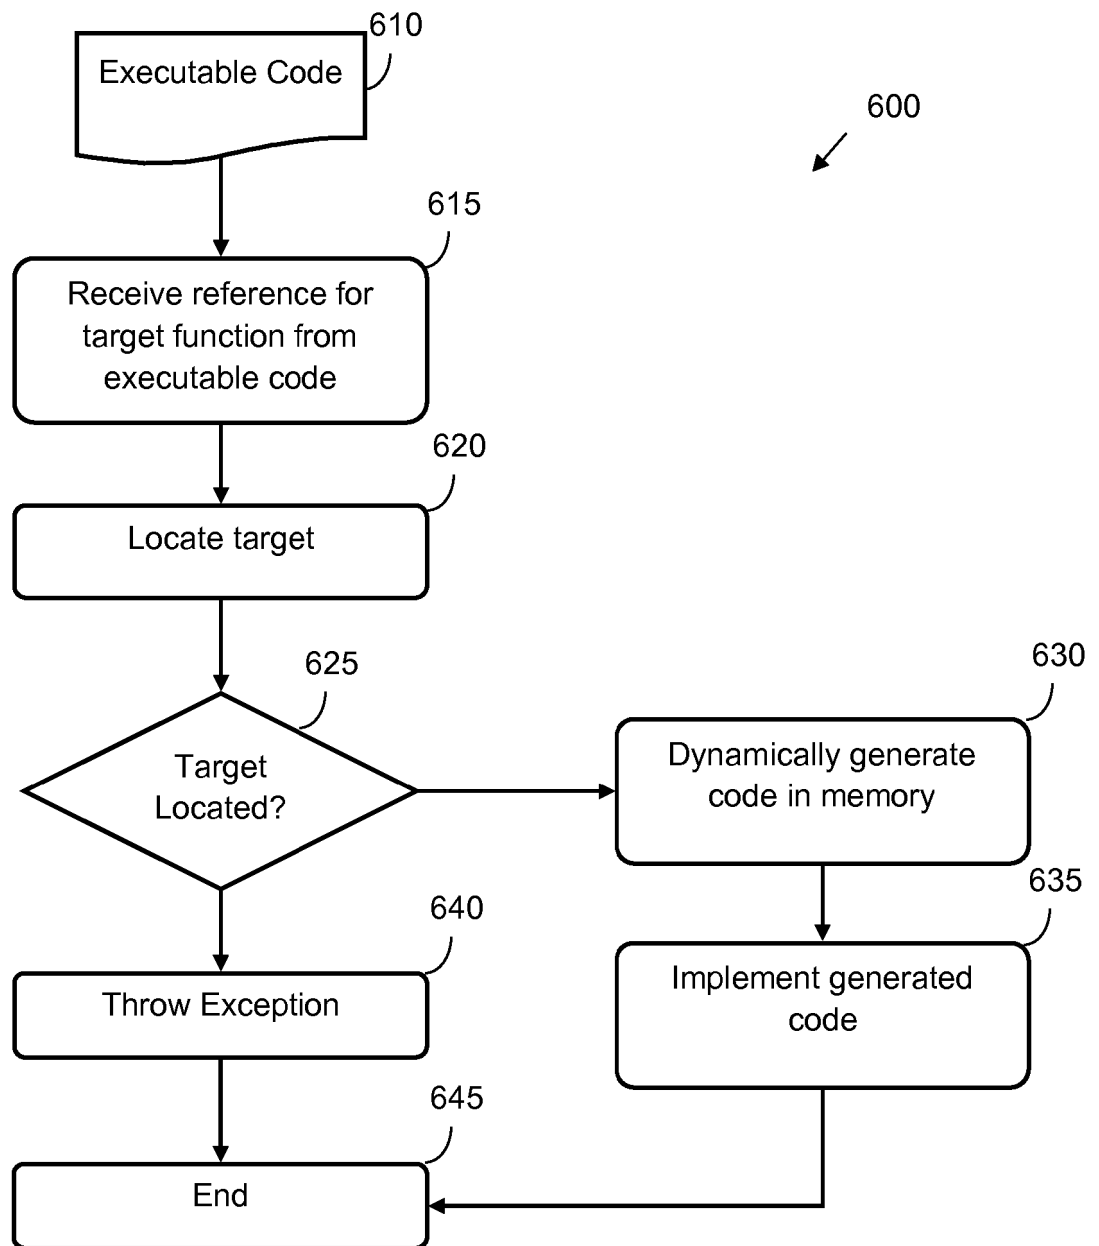 610
Executable Code
600
615
Receive reference for
target function from
executable code
620
Locate target
625
Target
Located?
630
Dynamically generate
code in memory
635
Implement generated
code
640
Throw Exception
645
End